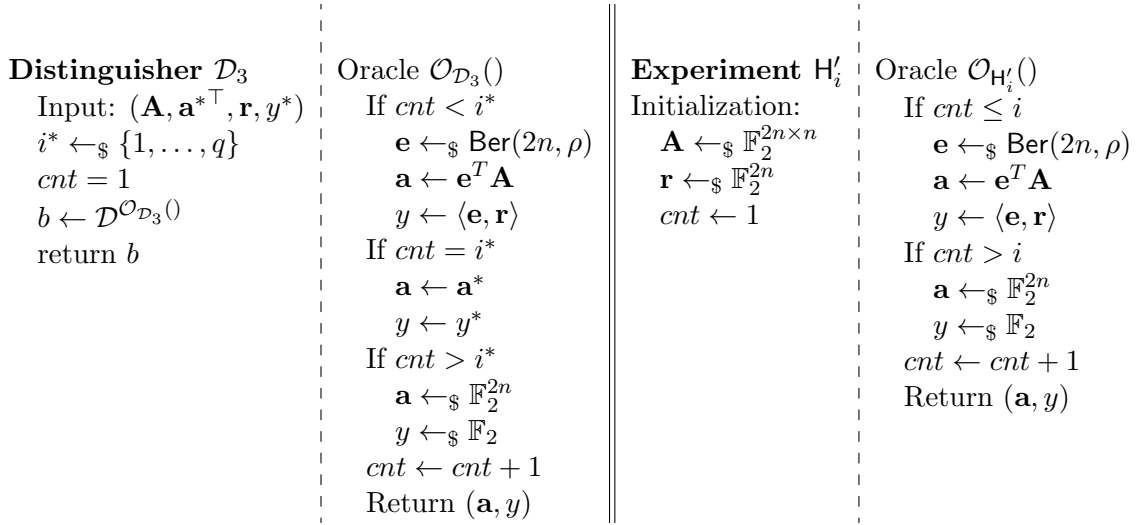 Distinguisher 𝒟₃
Input: (𝐀, 𝐚*^⊤, 𝐫, y*)
i* ←$ {1, . . . , q}
cnt = 1
b ← 𝒟^{𝒪_{𝒟₃}()}
return b
Oracle 𝒪_{𝒟₃}()
If cnt < i*
𝐞 ←$ Ber(2n, ρ)
𝐚 ← 𝐞^T 𝐀
y ← ⟨𝐞, 𝐫⟩
If cnt = i*
𝐚 ← 𝐚*
y ← y*
If cnt > i*
𝐚 ←$ 𝔽₂^{2n}
y ←$ 𝔽₂
cnt ← cnt + 1
Return (𝐚, y)
Experiment H′_i
Initialization:
𝐀 ←$ 𝔽₂^{2n×n}
𝐫 ←$ 𝔽₂^{2n}
cnt ← 1
Oracle 𝒪_{H′_i}()
If cnt ≤ i
𝐞 ←$ Ber(2n, ρ)
𝐚 ← 𝐞^T 𝐀
y ← ⟨𝐞, 𝐫⟩
If cnt > i
𝐚 ←$ 𝔽₂^{2n}
y ←$ 𝔽₂
cnt ← cnt + 1
Return (𝐚, y)